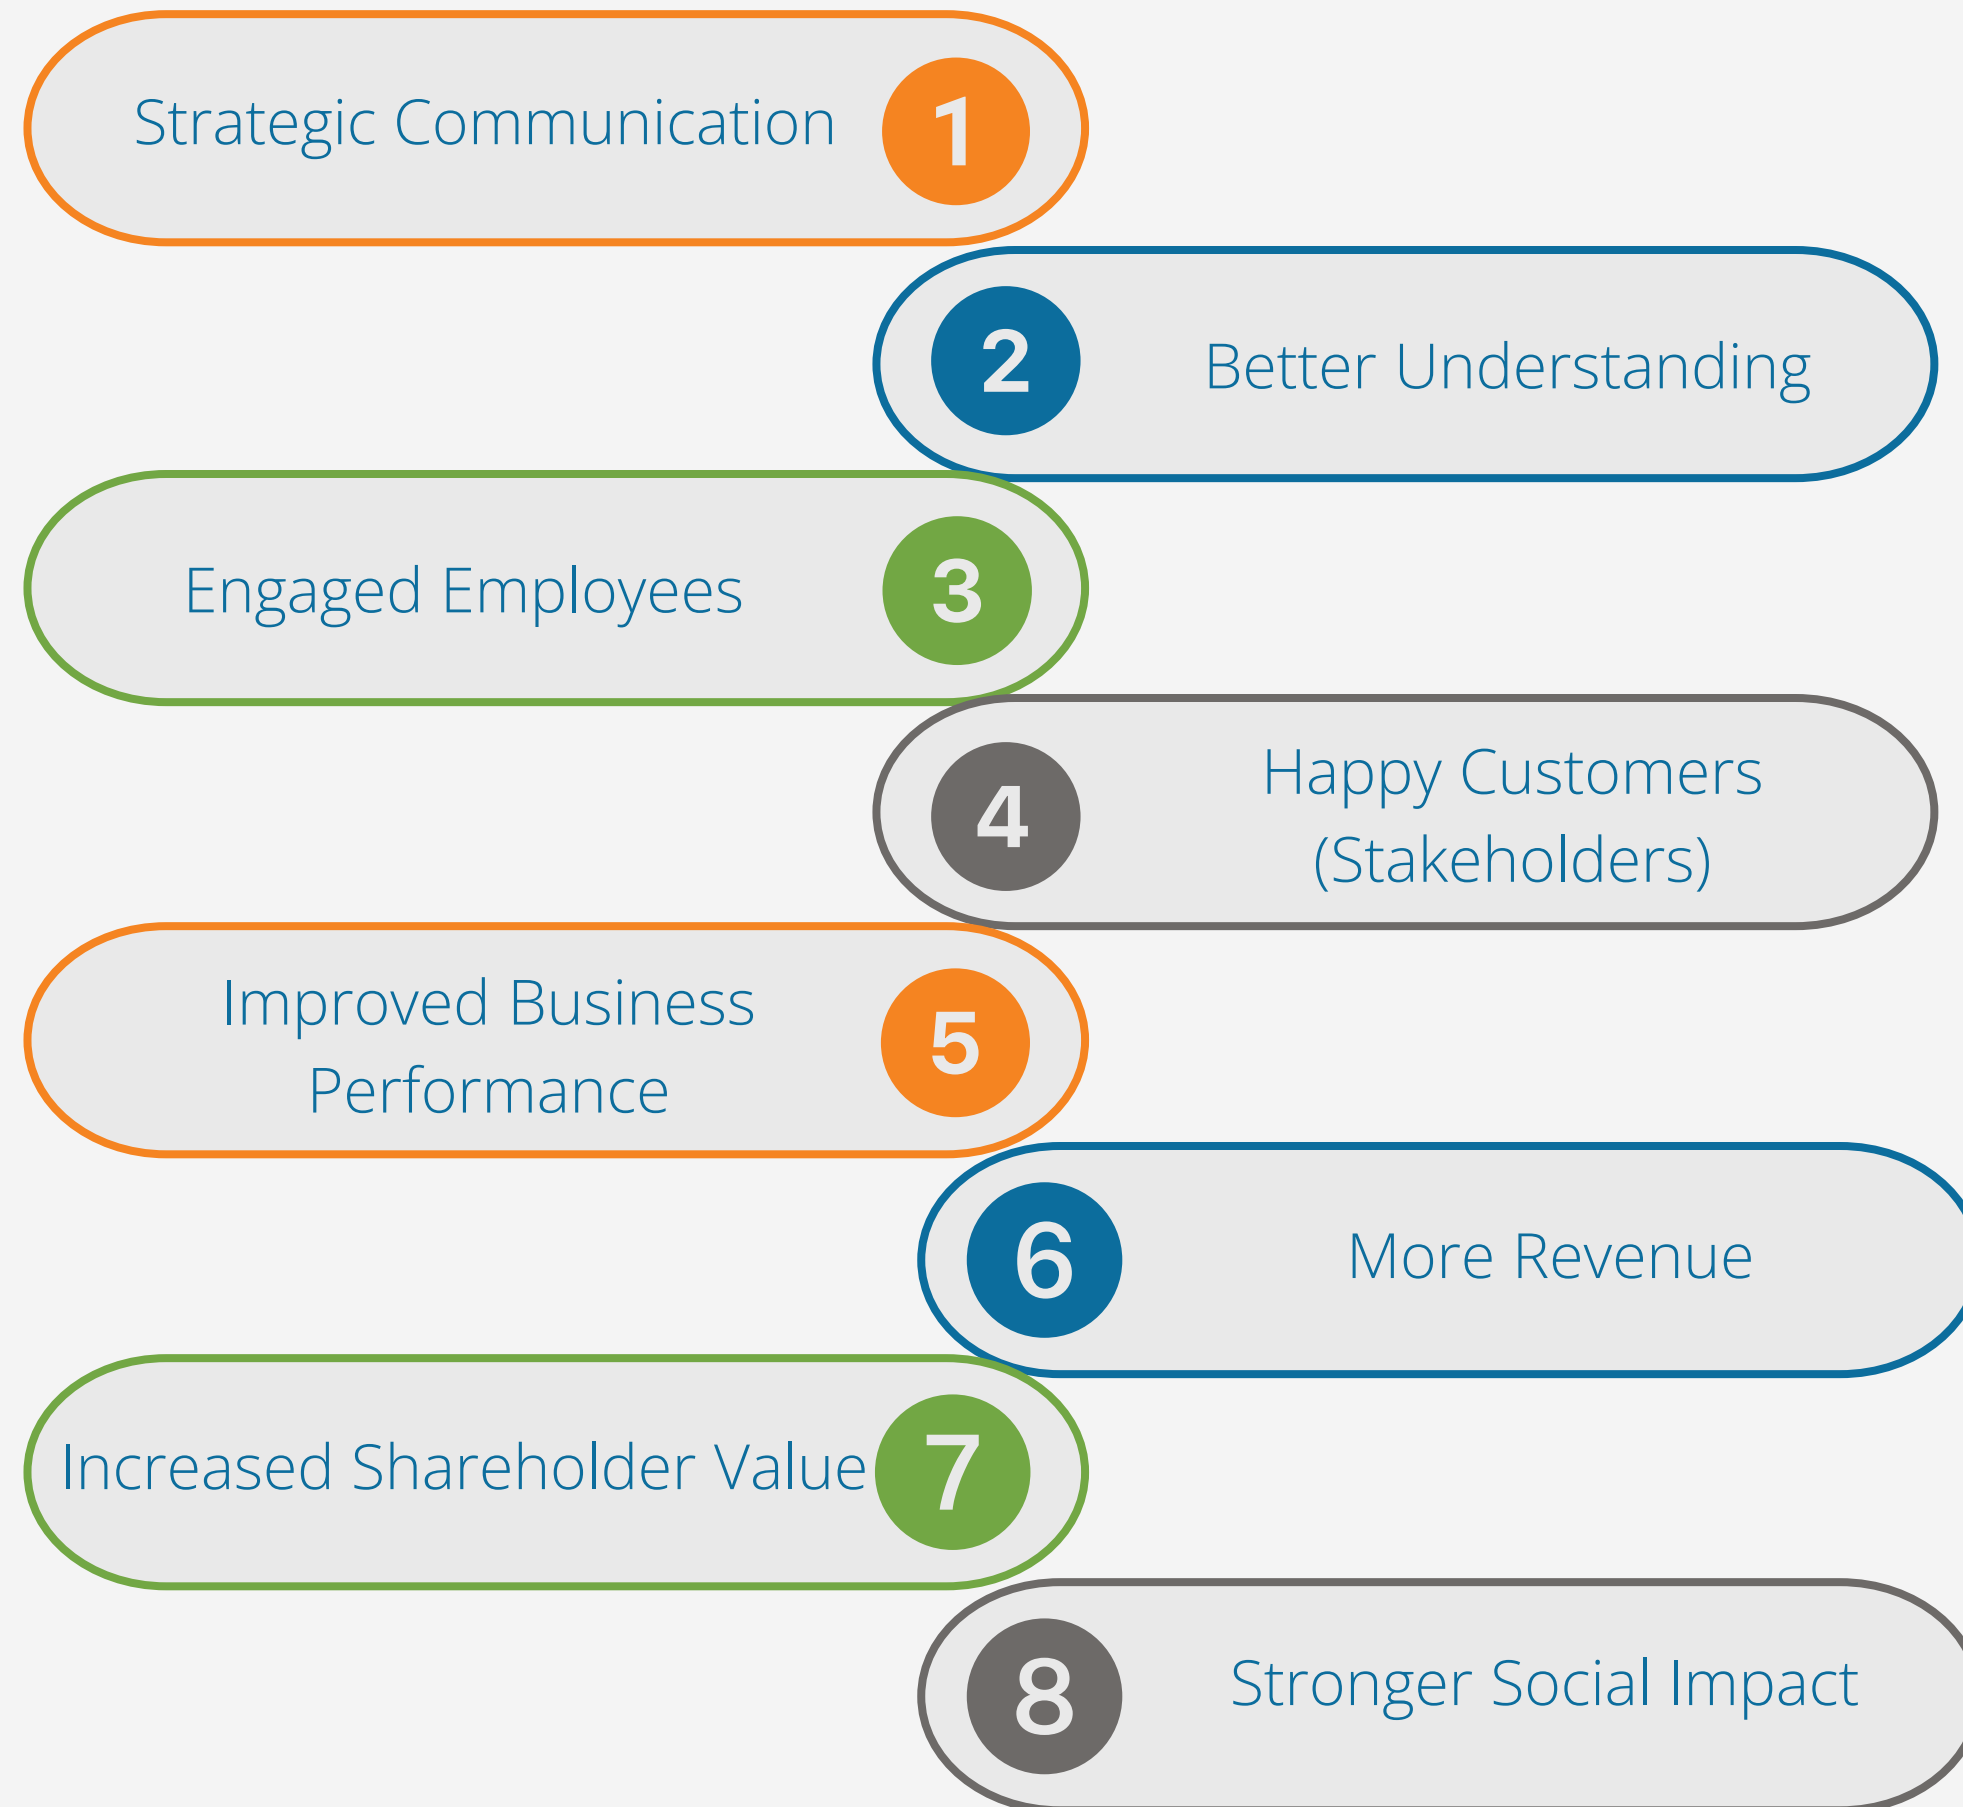 Strategic Communication 1
2 Better Understanding
Engaged Employees 3
4 Happy Customers
(Stakeholders)
Improved Business
Performance 5
6 More Revenue
Increased Shareholder Value 7
8 Stronger Social Impact